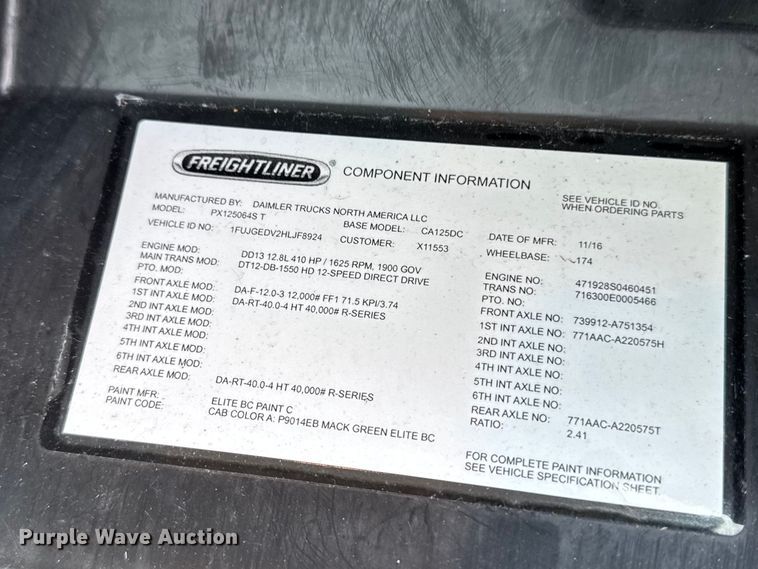 FREIGHTLINER ® COMPONENT INFORMATION
SEE VEHICLE ID NO.
WHEN ORDERING PARTS
MANUFACTURED BY: DAIMLER TRUCKS NORTH AMERICA LLC
MODEL: PX125064S T BASE MODEL: CA125DC DATE OF MFR: 11/16
VEHICLE ID NO: 1FUJGEDV2HLJF8924 CUSTOMER: X11553 WHEELBASE: 174
ENGINE MOD: DD13 12.8L 410 HP / 1625 RPM, 1900 GOV ENGINE NO: 471928S0460451
MAIN TRANS MOD: DT12-DB-1550 HD 12-SPEED DIRECT DRIVE TRANS NO: 716300E0005466
PTO. MOD: PTO. NO:
FRONT AXLE MOD: DA-F-12.0-3 12,000# FF1 71.5 KPI/3.74 FRONT AXLE NO: 739912-A751354
1ST INT AXLE MOD: DA-RT-40.0-4 HT 40,000# R-SERIES 1ST INT AXLE NO: 771AAC-A220575H
2ND INT AXLE MOD: 2ND INT AXLE NO:
3RD INT AXLE MOD: 3RD INT AXLE NO:
4TH INT AXLE MOD: 4TH INT AXLE NO:
5TH INT AXLE MOD: 5TH INT AXLE NO:
6TH INT AXLE MOD: 6TH INT AXLE NO:
REAR AXLE MOD: DA-RT-40.0-4 HT 40,000# R-SERIES REAR AXLE NO: 771AAC-A220575T
RATIO: 2.41
PAINT MFR: ELITE BC PAINT C
PAINT CODE: CAB COLOR A: P9014EB MACK GREEN ELITE BC
FOR COMPLETE PAINT INFORMATION
SEE VEHICLE SPECIFICATION SHEET.
Purple Wave Auction